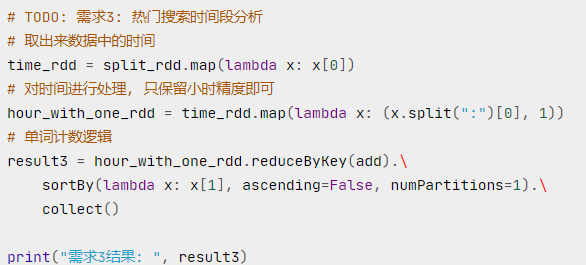 # TODO: 需求3: 热门搜索时间段分析
# 取出来数据中的时间
time_rdd = split_rdd.map(lambda x: x[0])
# 对时间进行处理, 只保留小时精度即可
hour_with_one_rdd = time_rdd.map(lambda x: (x.split(":")[0], 1))
# 单词计数逻辑
result3 = hour_with_one_rdd.reduceByKey(add).\
    sortBy(lambda x: x[1], ascending=False, numPartitions=1).\
    collect()
print("需求3结果: ", result3)